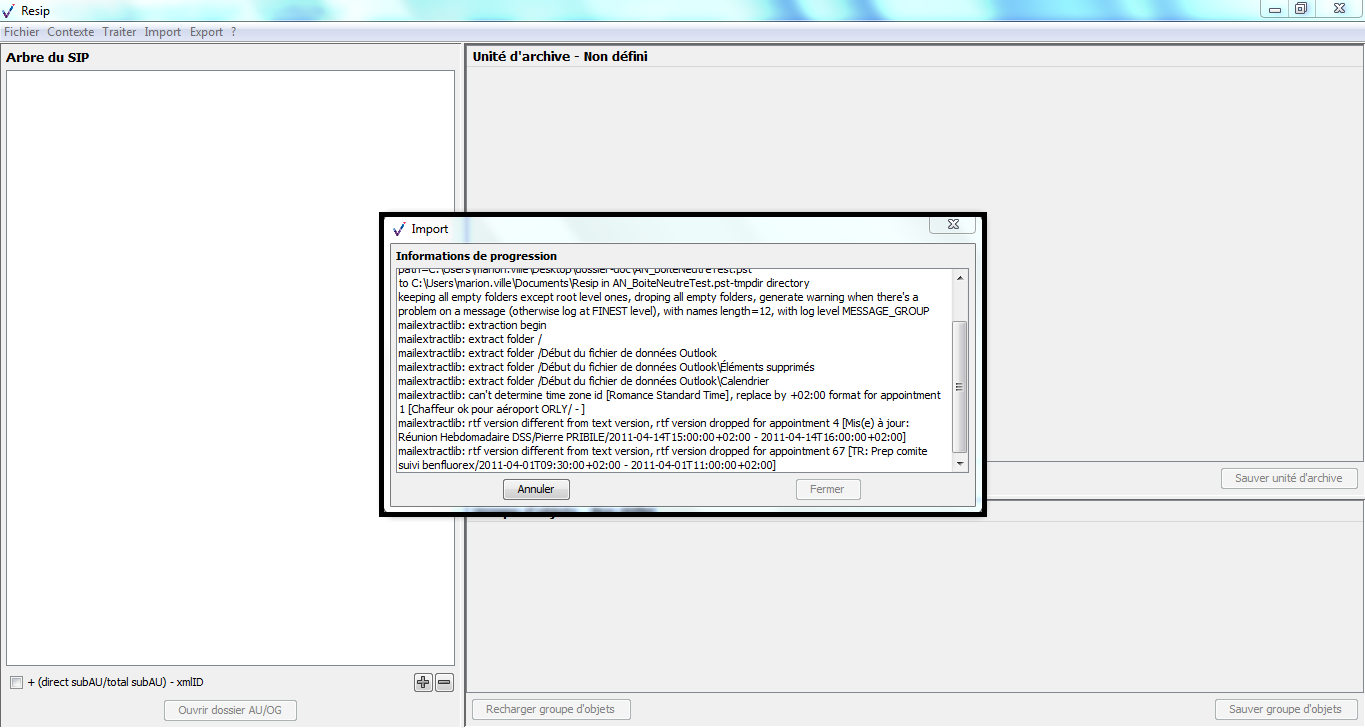 Resip
Fichier Contexte Traiter Import Export ?
Arbre du SIP
Unité d'archive - Non défini
Import
Informations de progression
path=C:\Users\marion.ville\Desktop\dossier-doc\AN_BoiteNeutreTest.pst
to C:\Users\marion.ville\Documents\Resip in AN_BoiteNeutreTest.pst-tmpdir directory
keeping all empty folders except root level ones, droping all empty folders, generate warning when there's a
problem on a message (otherwise log at FINEST level), with names length=12, with log level MESSAGE_GROUP
mailextractlib: extraction begin
mailextractlib: extract folder /
mailextractlib: extract folder /Début du fichier de données Outlook
mailextractlib: extract folder /Début du fichier de données Outlook\Éléments supprimés
mailextractlib: extract folder /Début du fichier de données Outlook\Calendrier
mailextractlib: can't determine time zone id [Romance Standard Time], replace by +02:00 format for appointment
1 [Chaffeur ok pour aéroport ORLY/ - ]
mailextractlib: rtf version different from text version, rtf version dropped for appointment 4 [Mis(e) à jour:
Réunion Hebdomadaire DSS/Pierre PRIBILE/2011-04-14T15:00:00+02:00 - 2011-04-14T16:00:00+02:00]
mailextractlib: rtf version different from text version, rtf version dropped for appointment 67 [TR: Prep comite
suivi benfluorex/2011-04-01T09:30:00+02:00 - 2011-04-01T11:00:00+02:00]
Annuler
Fermer
Sauver unité d'archive
+ (direct subAU/total subAU) - xmlID
Ouvrir dossier AU/OG
Recharger groupe d'objets
Sauver groupe d'objets